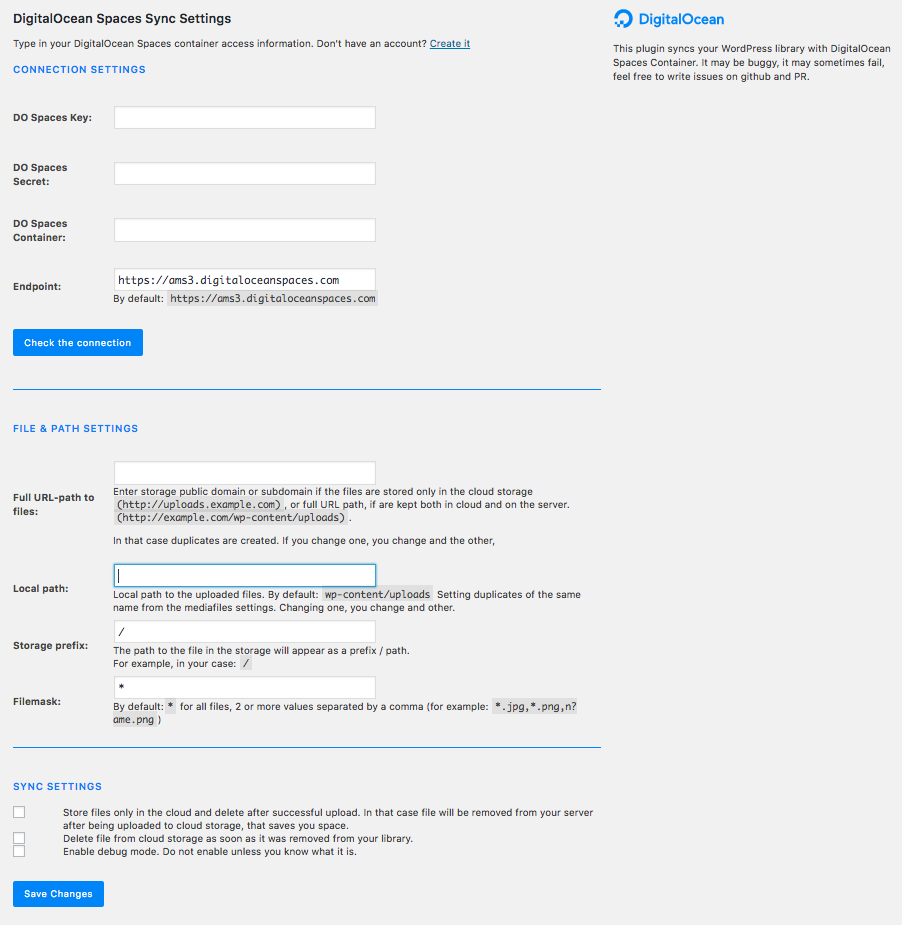 DigitalOcean Spaces Sync Settings
Type in your DigitalOcean Spaces container access information. Don't have an account? Create it
CONNECTION SETTINGS
DO Spaces Key:
DO Spaces
Secret:
DO Spaces
Container:
Endpoint:
https://ams3.digitaloceanspaces.com
By default: https://ams3.digitaloceanspaces.com
Check the connection
FILE & PATH SETTINGS
Full URL-path to
files:
Enter storage public domain or subdomain if the files are stored only in the cloud storage
(http://uploads.example.com), or full URL path, if are kept both in cloud and on the server.
(http://example.com/wp-content/uploads).
In that case duplicates are created. If you change one, you change and the other,
Local path:
Local path to the uploaded files. By default: wp-content/uploads Setting duplicates of the same
name from the mediafiles settings. Changing one, you change and other.
Storage prefix:
/
The path to the file in the storage will appear as a prefix / path.
For example, in your case: /
Filemask:
*
By default: * for all files, 2 or more values separated by a comma (for example: *.jpg,*.png,n?
ame.png)
SYNC SETTINGS
Store files only in the cloud and delete after successful upload. In that case file will be removed from your server
after being uploaded to cloud storage, that saves you space.
Delete file from cloud storage as soon as it was removed from your library.
Enable debug mode. Do not enable unless you know what it is.
Save Changes
DigitalOcean
This plugin syncs your WordPress library with DigitalOcean
Spaces Container. It may be buggy, it may sometimes fail,
feel free to write issues on github and PR.